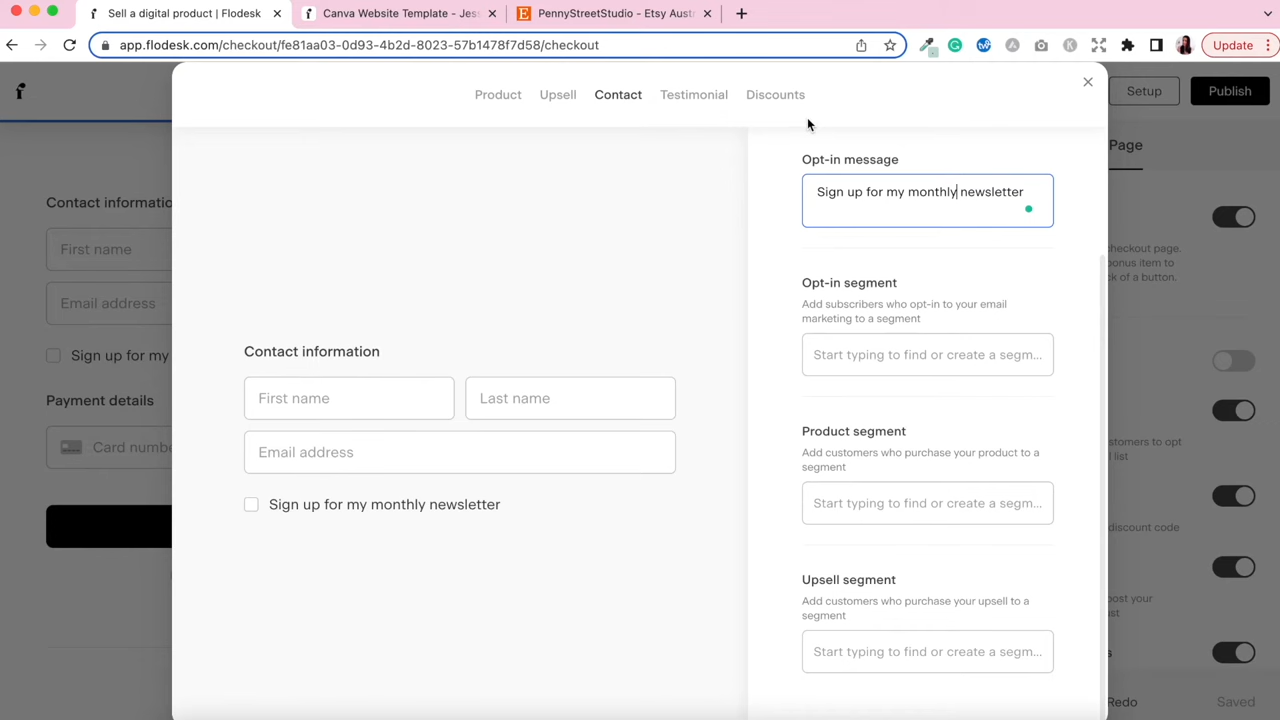 Sell a digital product | Flodesk
Canva Website Template - Jes
PennyStreetStudio - Etsy Aust
app.flodesk.com/checkout/fe81aa03-0d93-4b2d-8023-57b1478f7d58/checkout
Update
Product
Upsell
Contact
Testimonial
Discounts
Setup
Publish
Page
Contact informatio
First name
Email address
Sign up for my
Payment details
Card numbe
Contact information
First name
Last name
Email address
Sign up for my monthly newsletter
Opt-in message
Sign up for my monthly newsletter
Opt-in segment
Add subscribers who opt-in to your email
marketing to a segment
Start typing to find or create a segm...
Product segment
Add customers who purchase your product to a
segment
Start typing to find or create a segm...
Upsell segment
Add customers who purchase your upsell to a
segment
Start typing to find or create a segm...
checkout page.
bonus item to
ck of a button.
stomers to opt
l list
discount code
post your
ust
s
Redo
Saved